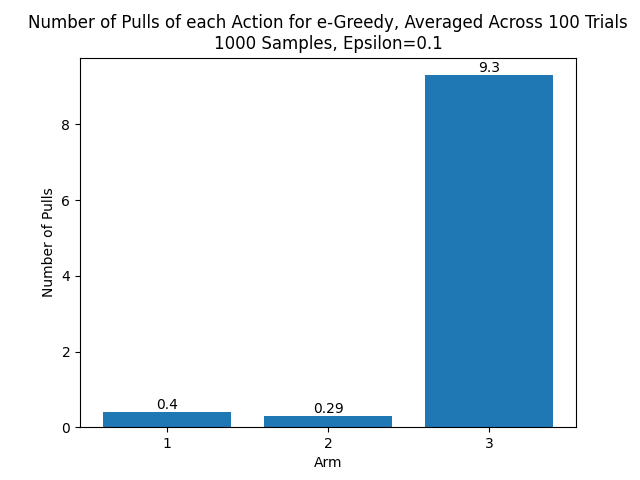 Number of Pulls of each Action for e-Greedy, Averaged Across 100 Trials
1000 Samples, Epsilon=0.1
9.3
8
6
4
2
0
Number of Pulls
0.4
0.29
1
2
3
Arm